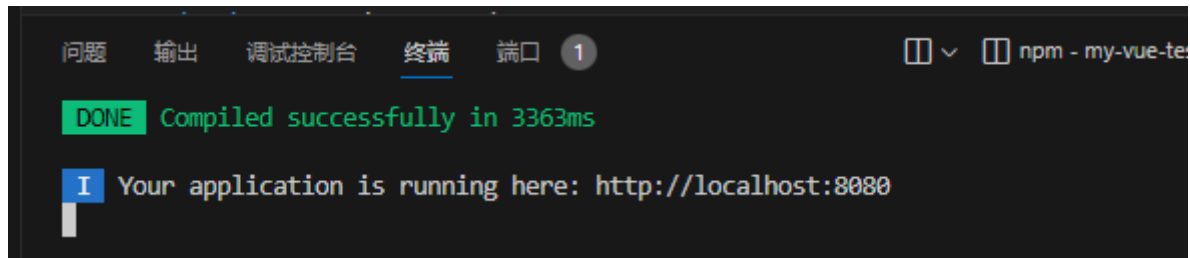 问题 输出 调试控制台 终端 端口 1 npm - my-vue-tes
DONE Compiled successfully in 3363ms
I Your application is running here: http://localhost:8080